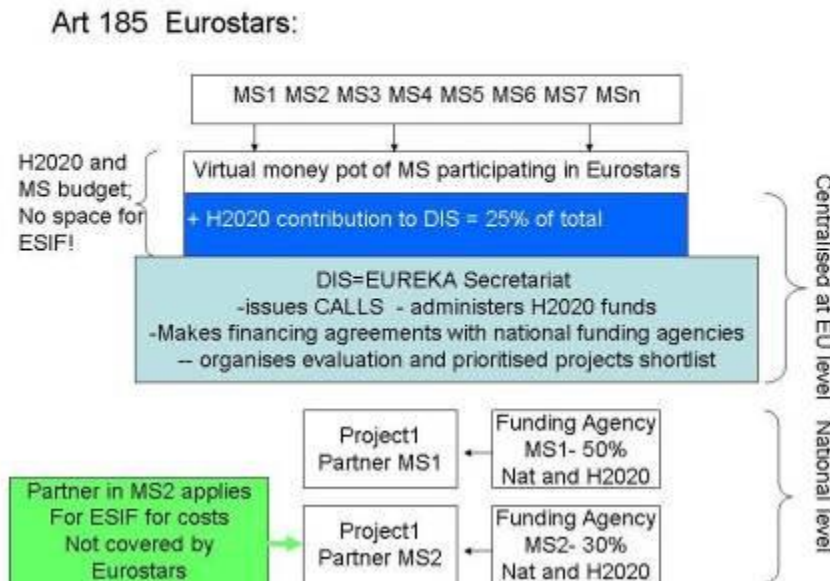 Art 185 Eurostars:
MS1 MS2 MS3 MS4 MS5 MS6 MS7 MSn
H2020 and
MS budget;
No space for
ESIF!
Virtual money pot of MS participating in Eurostars
+ H2020 contribution to DIS = 25% of total
DIS=EUREKA Secretariat
-issues CALLS - administers H2020 funds
-Makes financing agreements with national funding agencies
-- organises evaluation and prioritised projects shortlist
Centralised at EU level
Project1
Partner MS1
Funding Agency
MS1- 50%
Nat and H2020
Partner in MS2 applies
For ESIF for costs
Not covered by
Eurostars
Project1
Partner MS2
Funding Agency
MS2- 30%
Nat and H2020
National level